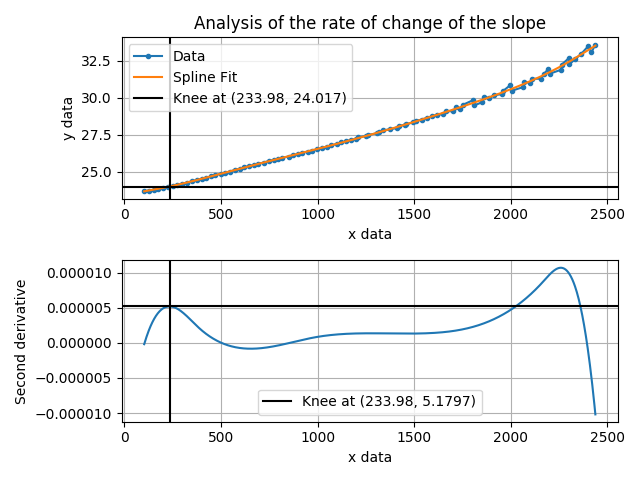 Analysis of the rate of change of the slope
Data
Spline Fit
Knee at (233.98, 24.017)
32.5
30.0
27.5
25.0
y data
0 500 1000 1500 2000 2500
x data
0.000010
0.000005
0.000000
−0.000005
−0.000010
Second derivative
Knee at (233.98, 5.1797)
0 500 1000 1500 2000 2500
x data